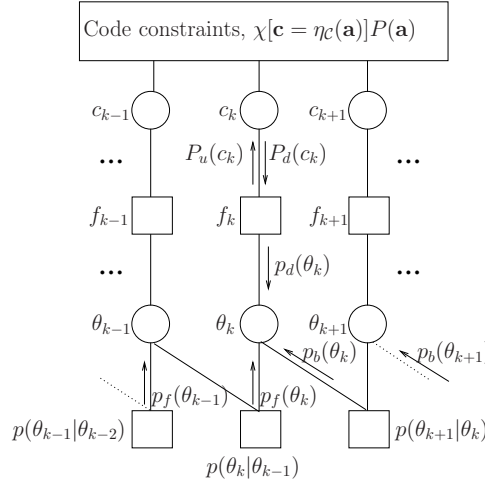 Code constraints, χ[𝐜 = η_𝒞(𝐚)]P(𝐚)
c_{k−1} c_k c_{k+1}
... P_u(c_k) P_d(c_k) ...
f_{k−1} f_k f_{k+1}
... p_d(θ_k) ...
θ_{k−1} θ_k θ_{k+1}
p_b(θ_k) p_b(θ_{k+1})
p_f(θ_{k−1}) p_f(θ_k)
p(θ_{k−1}|θ_{k−2}) p(θ_{k+1}|θ_k)
p(θ_k|θ_{k−1})